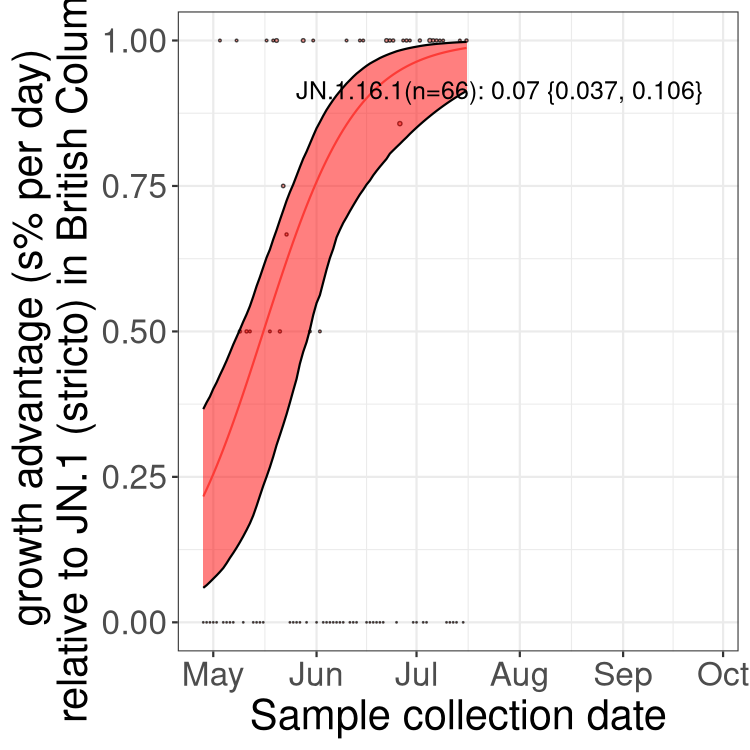 growth advantage (s% per day)
relative to JN.1 (stricto) in British Colum
1.00
0.75
0.50
0.25
0.00
JN.1.16.1(n=66): 0.07 {0.037, 0.106}
May Jun Jul Aug Sep Oct
Sample collection date